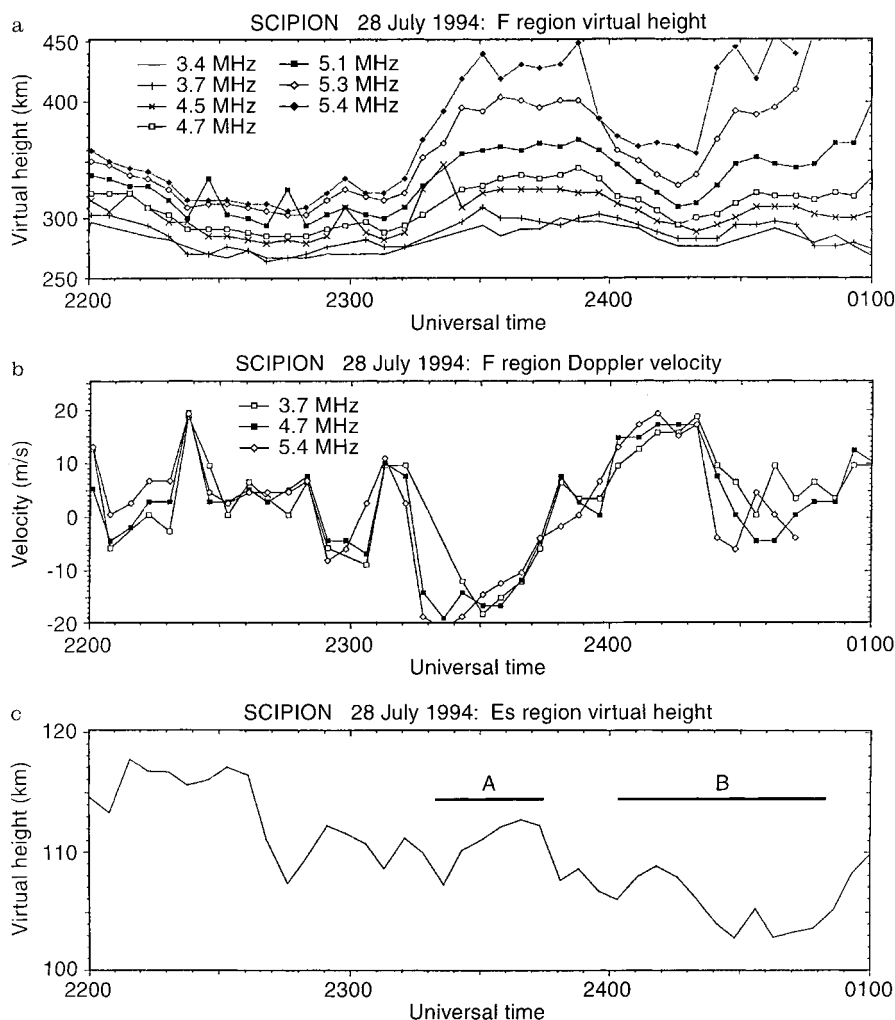 a
SCIPION 28 July 1994: F region virtual height
450
400
300
250
Virtual height (km)
3.4 MHz
3.7 MHz
4.5 MHz
4.7 MHz
5.1 MHz
5.3 MHz
5.4 MHz
2200
2300
2400
0100
Universal time
b
SCIPION 28 July 1994: F region Doppler velocity
20
10
0
-10
-20
Velocity (m/s)
3.7 MHz
4.7 MHz
5.4 MHz
2200
2300
2400
0100
Universal time
c
SCIPION 28 July 1994: Es region virtual height
120
110
100
Virtual height (km)
A
B
2200
2300
2400
0100
Universal time